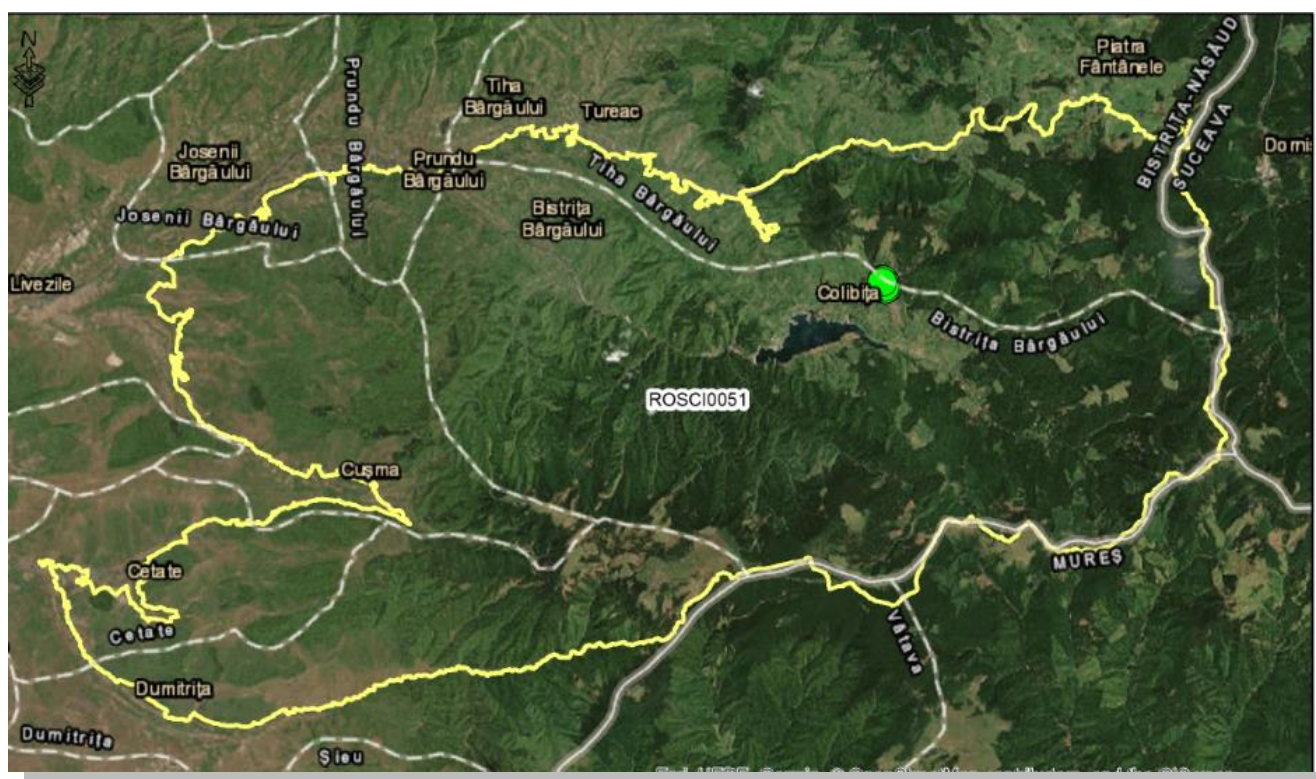 N
Piatra
Fântânele
BISTRIȚA-NĂSĂUD
SUCEAVA
Prundu Bârgăului
Tiha
Bârgăului
Tureac
Josenii
Bârgăului
Prundu
Bârgăului
Tiha Bârgăului
Bistrița
Bârgăului
Josenii Bârgăului
Livezile
Colibița
Bistrița Bârgăului
ROSCI0051
Cușma
MUREȘ
Cetate
Cetate
Vătava
Dumitrița
Dumitrița
Șieu